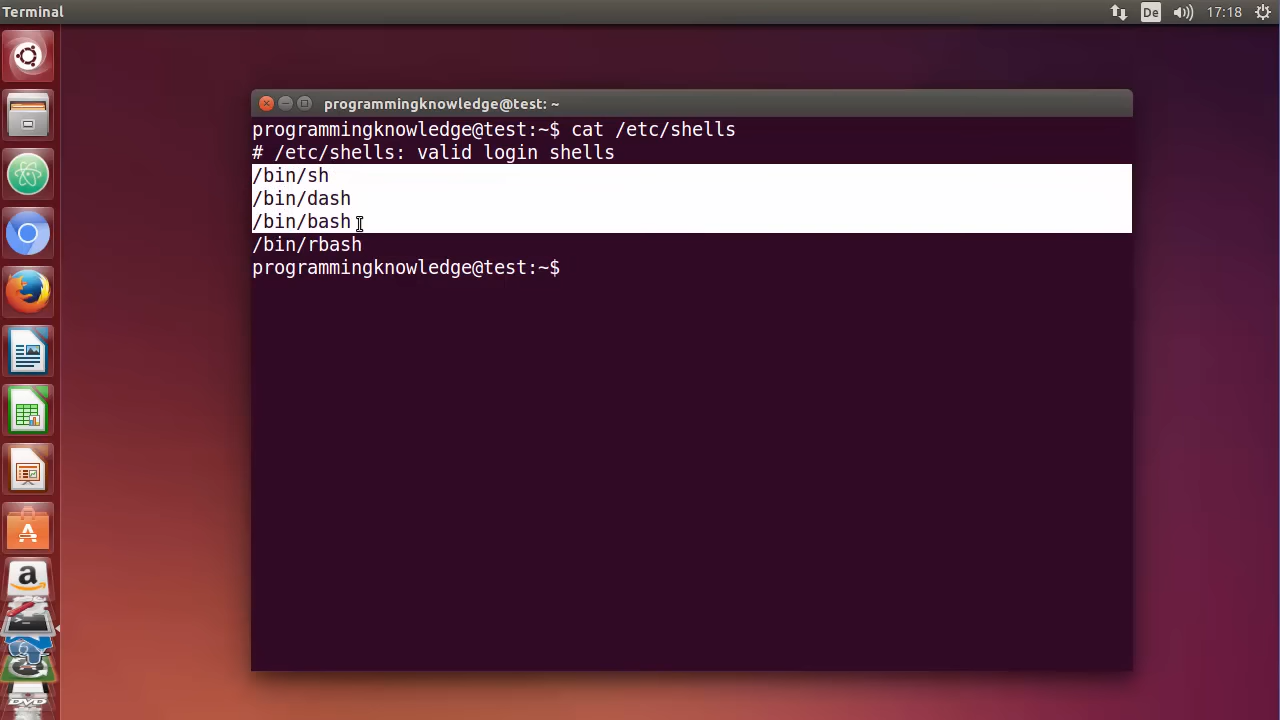 Terminal
De
17:18
programmingknowledge@test: ~
programmingknowledge@test:~$ cat /etc/shells
# /etc/shells: valid login shells
/bin/sh
/bin/dash
/bin/bash
/bin/rbash
programmingknowledge@test:~$
A
a
>_
DVD